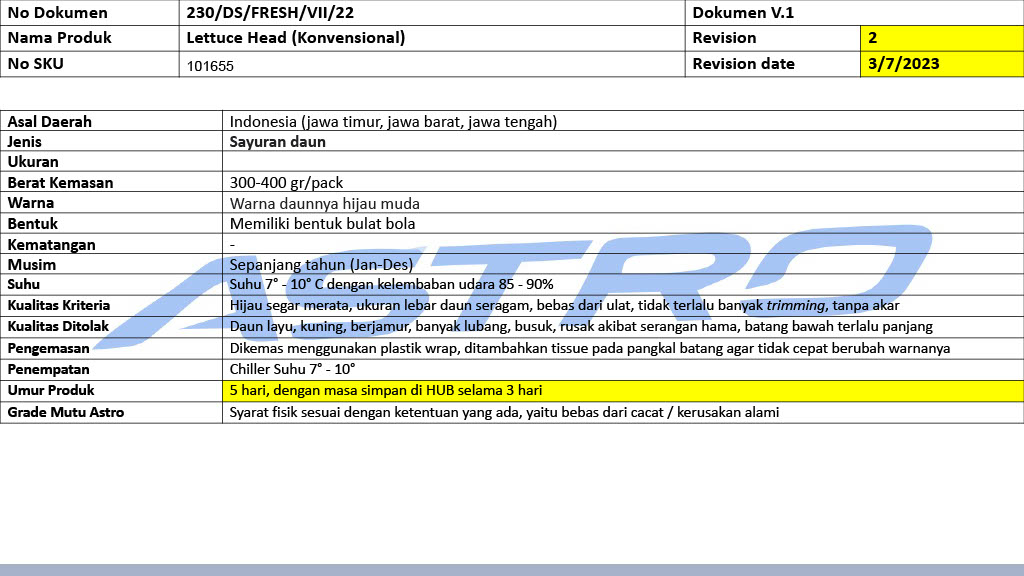 No Dokumen 230/DS/FRESH/VII/22 Dokumen V.1
Nama Produk Lettuce Head (Konvensional) Revision 2
No SKU 101655 Revision date 3/7/2023
Asal Daerah Indonesia (jawa timur, jawa barat, jawa tengah)
Jenis Sayuran daun
Ukuran
Berat Kemasan 300-400 gr/pack
Warna Warna daunnya hijau muda
Bentuk Memiliki bentuk bulat bola
Kematangan -
Musim Sepanjang tahun (Jan-Des)
Suhu Suhu 7° - 10° C dengan kelembaban udara 85 - 90%
Kualitas Kriteria Hijau segar merata, ukuran lebar daun seragam, bebas dari ulat, tidak terlalu banyak trimming, tanpa akar
Kualitas Ditolak Daun layu, kuning, berjamur, banyak lubang, busuk, rusak akibat serangan hama, batang bawah terlalu panjang
Pengemasan Dikemas menggunakan plastik wrap, ditambahkan tissue pada pangkal batang agar tidak cepat berubah warnanya
Penempatan Chiller Suhu 7° - 10°
Umur Produk 5 hari, dengan masa simpan di HUB selama 3 hari
Grade Mutu Astro Syarat fisik sesuai dengan ketentuan yang ada, yaitu bebas dari cacat / kerusakan alami
ASTRO